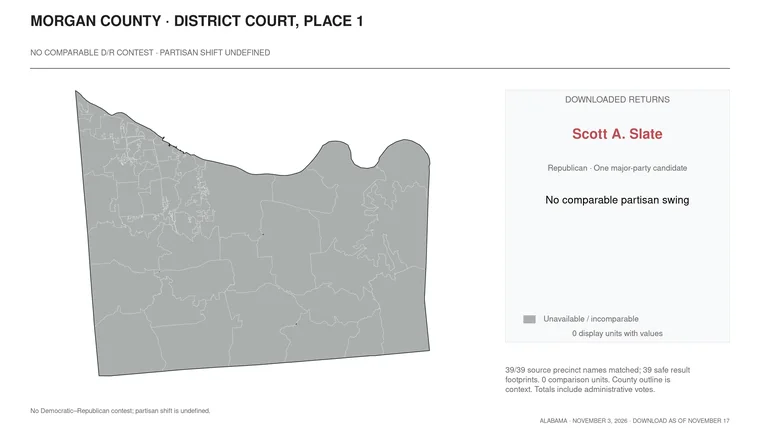 MORGAN COUNTY · DISTRICT COURT, PLACE 1
NO COMPARABLE D/R CONTEST · PARTISAN SHIFT UNDEFINED
DOWNLOADED RETURNS
Scott A. Slate
Republican · One major-party candidate
No comparable partisan swing
Unavailable / incomparable
0 display units with values
39/39 source precinct names matched; 39 safe result
footprints. 0 comparison units. County outline is
context. Totals include administrative votes.
No Democratic–Republican contest; partisan shift is undefined.
ALABAMA · NOVEMBER 3, 2026 · DOWNLOAD AS OF NOVEMBER 17